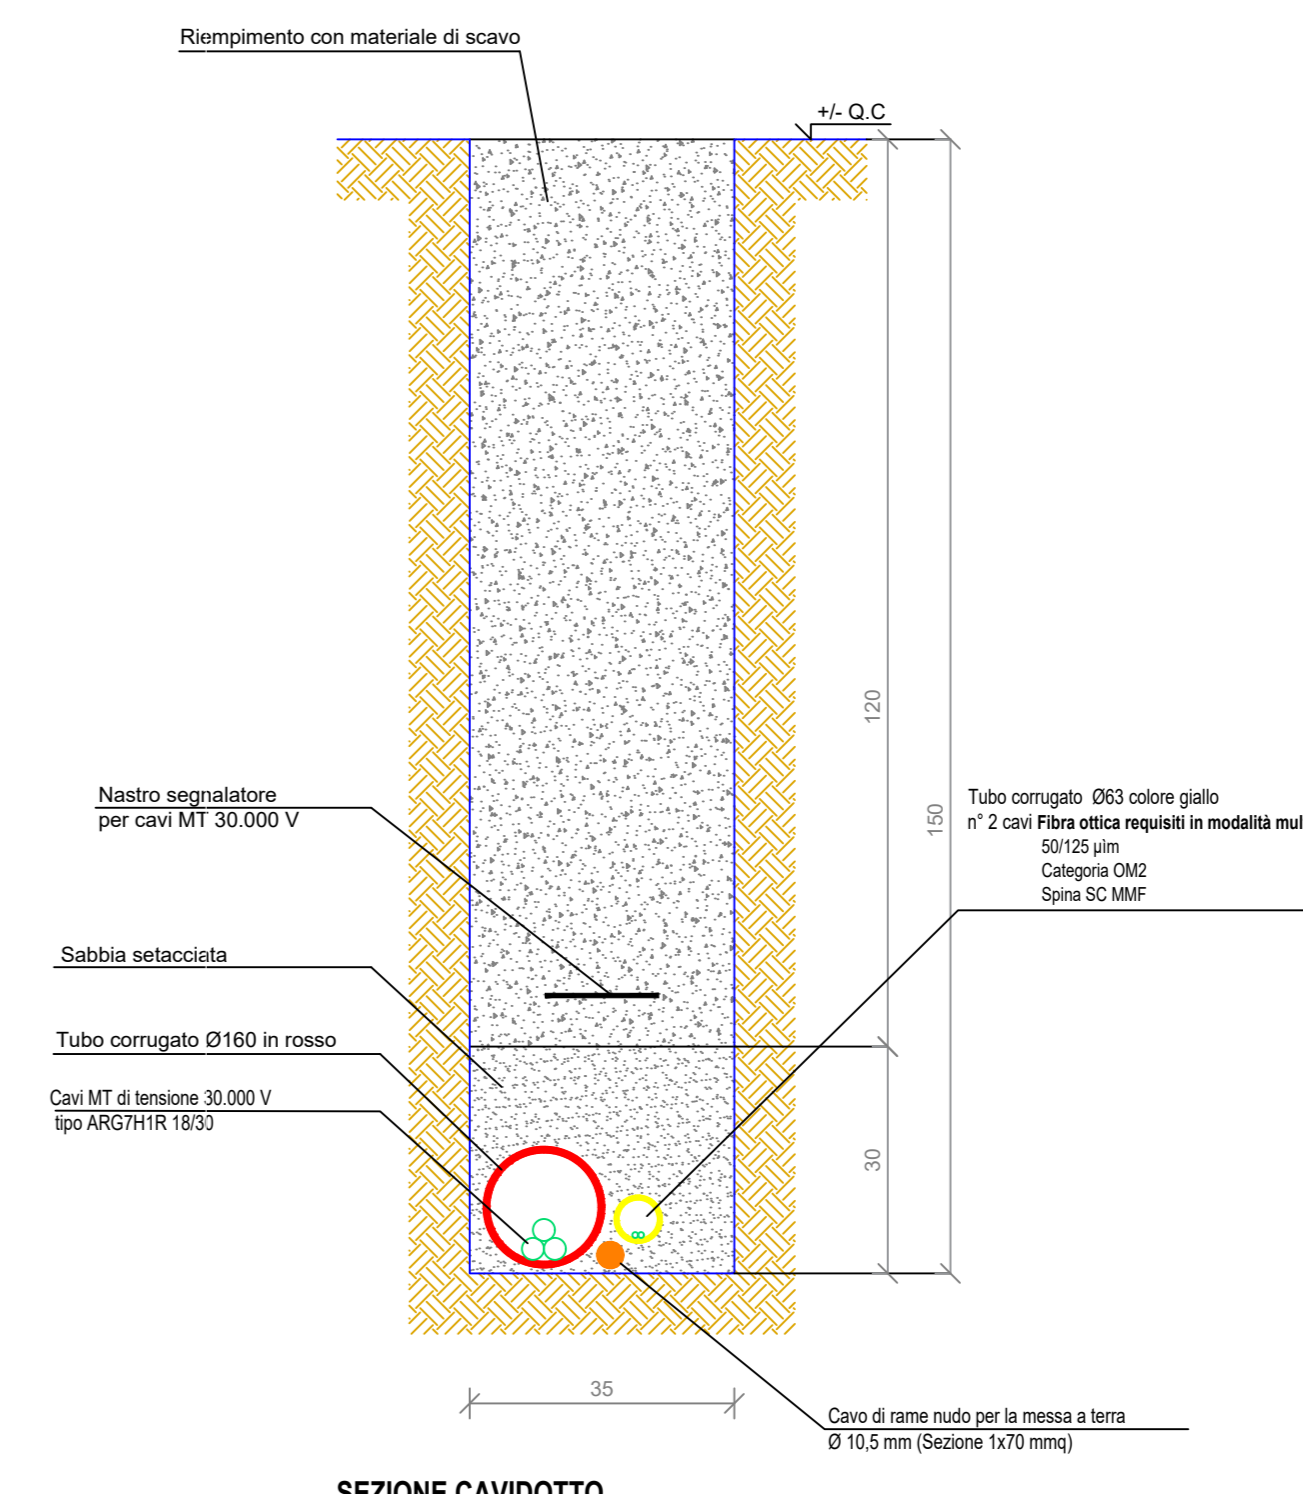 Riempimento con materiale di scavo
+/- Q.C
120
150
Nastro segnalatore
per cavi MT 30.000 V
Tubo corrugato Ø63 colore giallo
n° 2 cavi Fibra ottica requisiti in modalità mul
50/125 µìm
Categoria OM2
Spina SC MMF
Sabbia setacciata
Tubo corrugato Ø160 in rosso
Cavi MT di tensione 30.000 V
tipo ARG7H1R 18/30
30
35
Cavo di rame nudo per la messa a terra
Ø 10,5 mm (Sezione 1x70 mmq)
SEZIONE CAVIDOTTO